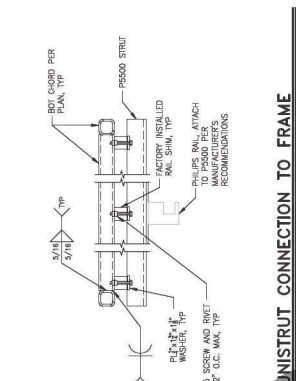 BOT CHORD PER
PLAN, TYP
P5500 STRUT
5/16
5/16
TYP
FACTORY INSTALLED
RAIL SHIM, TYP
PHILIPS RAIL, ATTACH
TO P5500 PER
MANUFACTURER'S
RECOMMENDATIONS
WASHER, TYP
SCREW AND RIVET
O.C. MAX, TYP
UNISTRUT CONNECTION TO FRAME